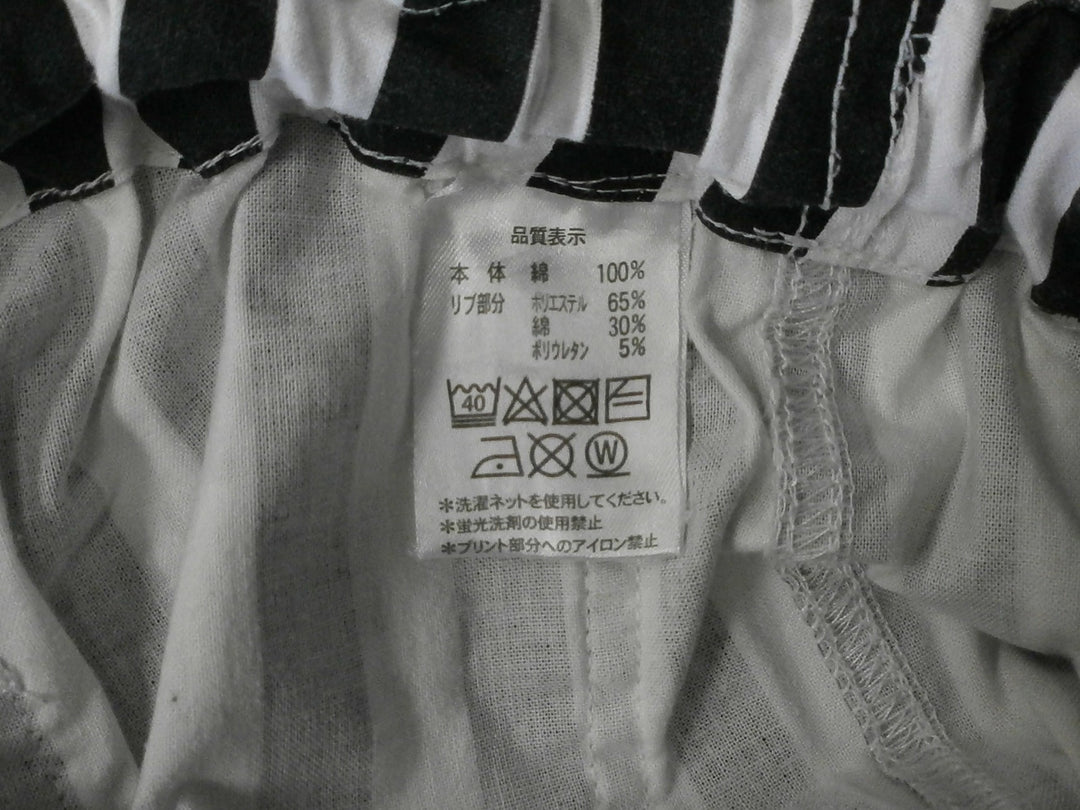 品質表示
本体 綿 100%
リブ部分 ポリエステル 65%
綿 30%
ポリウレタン 5%
40
W
*洗濯ネットを使用してください。
*蛍光洗剤の使用禁止
*プリント部分へのアイロン禁止